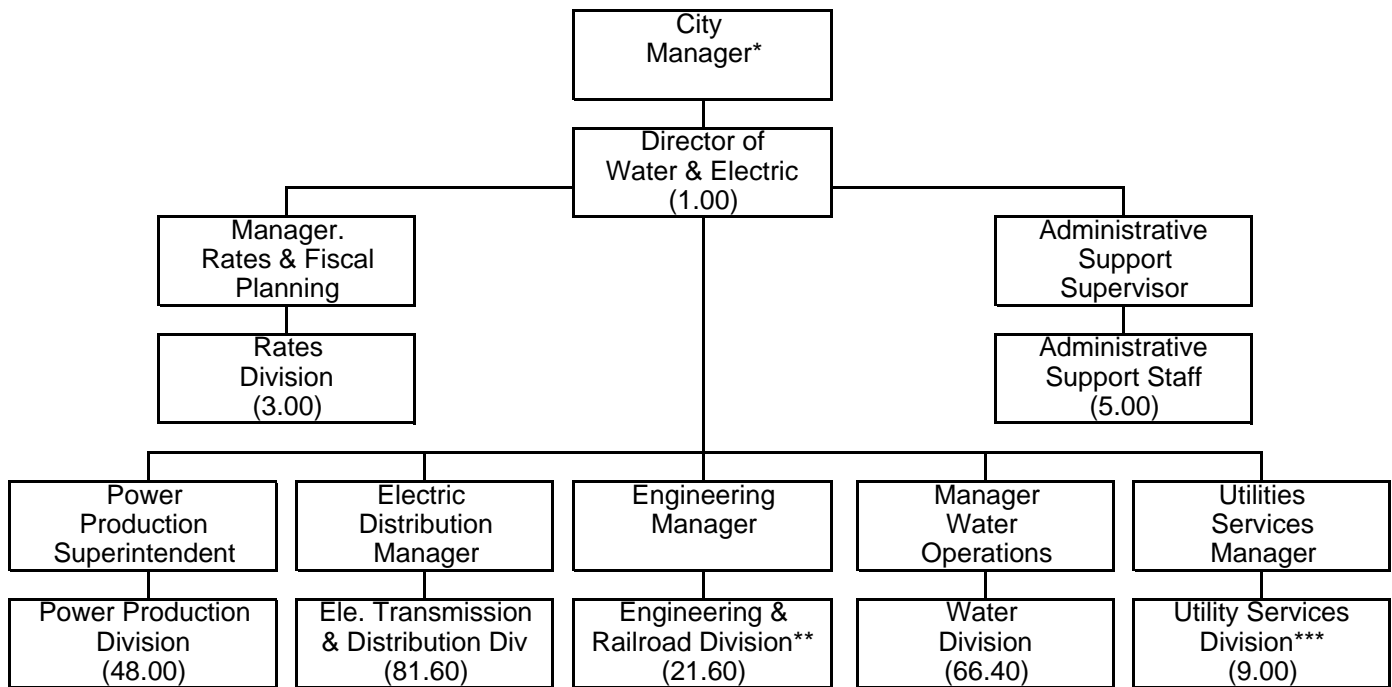 City
Manager*
Director of
Water & Electric
(1.00)
Manager.
Rates & Fiscal
Planning
Administrative
Support
Supervisor
Rates
Division
(3.00)
Administrative
Support Staff
(5.00)
Power
Production
Superintendent
Electric
Distribution
Manager
Engineering
Manager
Manager
Water
Operations
Utilities
Services
Manager
Power Production
Division
(48.00)
Ele. Transmission
& Distribution Div
(81.60)
Engineering &
Railroad Division**
(21.60)
Water
Division
(66.40)
Utility Services
Division***
(9.00)